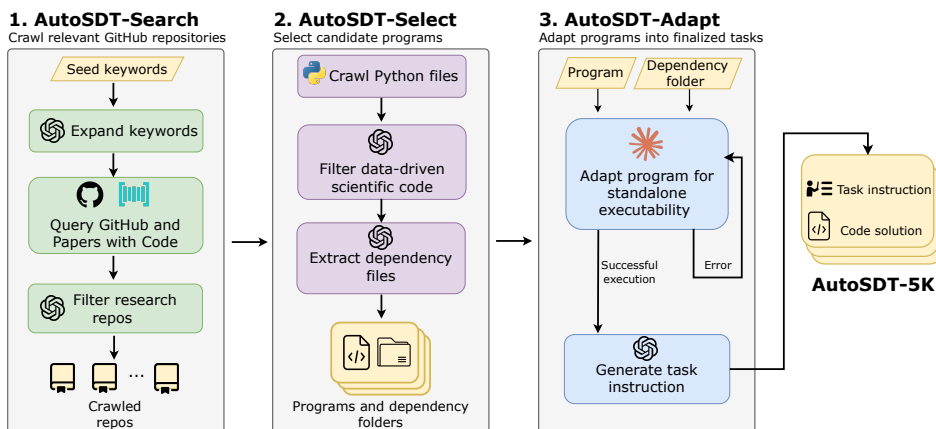 1. AutoSDT-Search
Crawl relevant GitHub repositories
Seed keywords
Expand keywords
Query GitHub and
Papers with Code
Filter research
repos
...
Crawled
repos
2. AutoSDT-Select
Select candidate programs
Crawl Python files
Filter data-driven
scientific code
Extract dependency
files
Programs and dependency
folders
3. AutoSDT-Adapt
Adapt programs into finalized tasks
Program
Dependency
folder
Adapt program for
standalone
executability
Successful
execution
Error
Generate task
instruction
Task instruction
Code solution
AutoSDT-5K